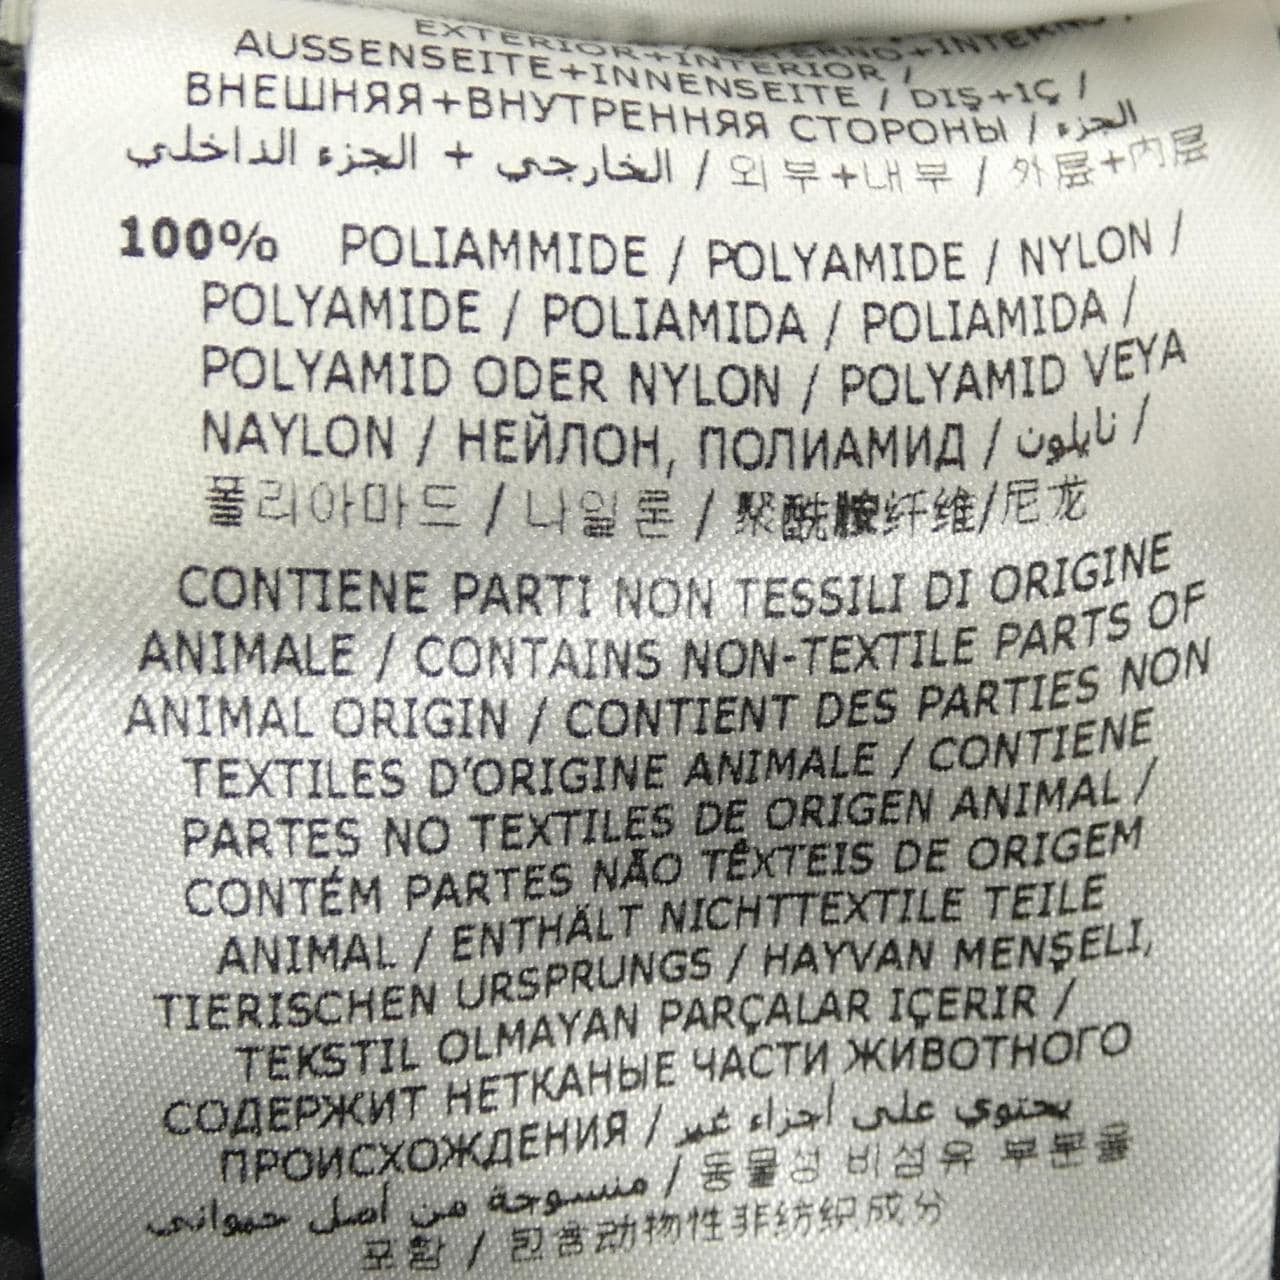 EXTERIOR+INTERIOR /
AUSSENSEITE+INNENSEITE / DIŞ+IÇ /
ВНЕШНЯЯ+ВНУТРЕННЯЯ СТОРОНЫ / الجزء
الخارجي + الجزء الداخلي / 외부+내부 / 外层+内层
100% POLIAMMIDE / POLYAMIDE / NYLON /
POLYAMIDE / POLIAMIDA / POLIAMIDA /
POLYAMID ODER NYLON / POLYAMID VEYA
NAYLON / НЕЙЛОН, ПОЛИАМИД / نايلون /
폴리아마드 / 나일론 / 聚酰胺纤维/尼龙
CONTIENE PARTI NON TESSILI DI ORIGINE
ANIMALE / CONTAINS NON-TEXTILE PARTS OF
ANIMAL ORIGIN / CONTIENT DES PARTIES NON
TEXTILES D'ORIGINE ANIMALE / CONTIENE
PARTES NO TEXTILES DE ORIGEN ANIMAL /
CONTÉM PARTES NÃO TÊXTEIS DE ORIGEM
ANIMAL / ENTHÄLT NICHTTEXTILE TEILE
TIERISCHEN URSPRUNGS / HAYVAN MENŞELI,
TEKSTIL OLMAYAN PARÇALAR IÇERIR /
СОДЕРЖИТ НЕТКАНЫЕ ЧАСТИ ЖИВОТНОГО
ПРОИСХОЖДЕНИЯ / يحتوي على أجزاء غير
منسوجة من أصل حيواني / 동물성 비섬유 부분을
포함 / 包含动物性非纺织成分